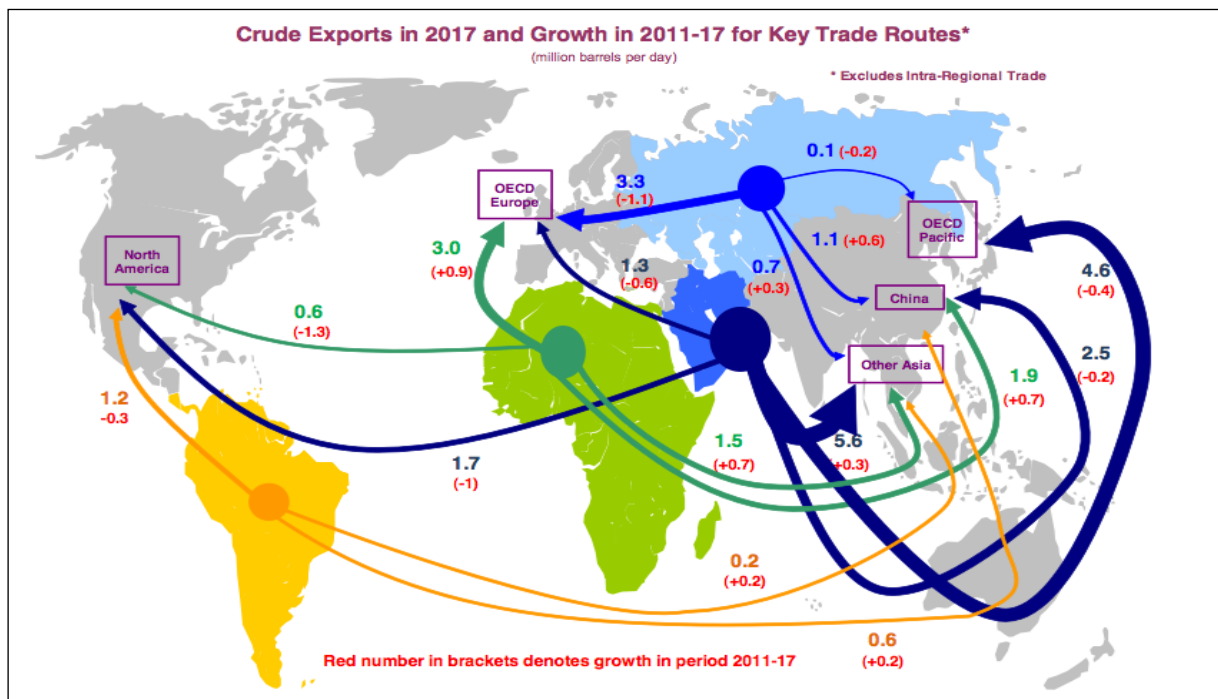 Crude Exports in 2017 and Growth in 2011-17 for Key Trade Routes*
(million barrels per day)
* Excludes Intra-Regional Trade
0.1 (-0.2)
OECD
Europe
3.3
(-1.1)
OECD
Pacific
North
America
3.0
(+0.9)
1.3
(-0.6)
0.7
(+0.3)
1.1 (+0.6)
4.6
(-0.4)
China
0.6
(-1.3)
2.5
(-0.2)
Other Asia
1.9
(+0.7)
1.2
-0.3
1.7
(-1)
1.5
(+0.7)
5.6
(+0.3)
0.2
(+0.2)
0.6
(+0.2)
Red number in brackets denotes growth in period 2011-17